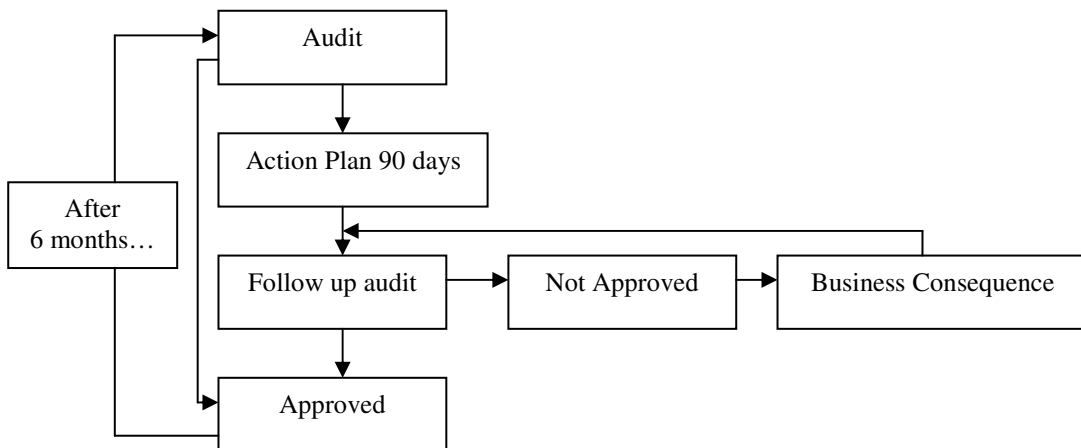 Audit
Action Plan 90 days
After
6 months…
Follow up audit
Not Approved
Business Consequence
Approved